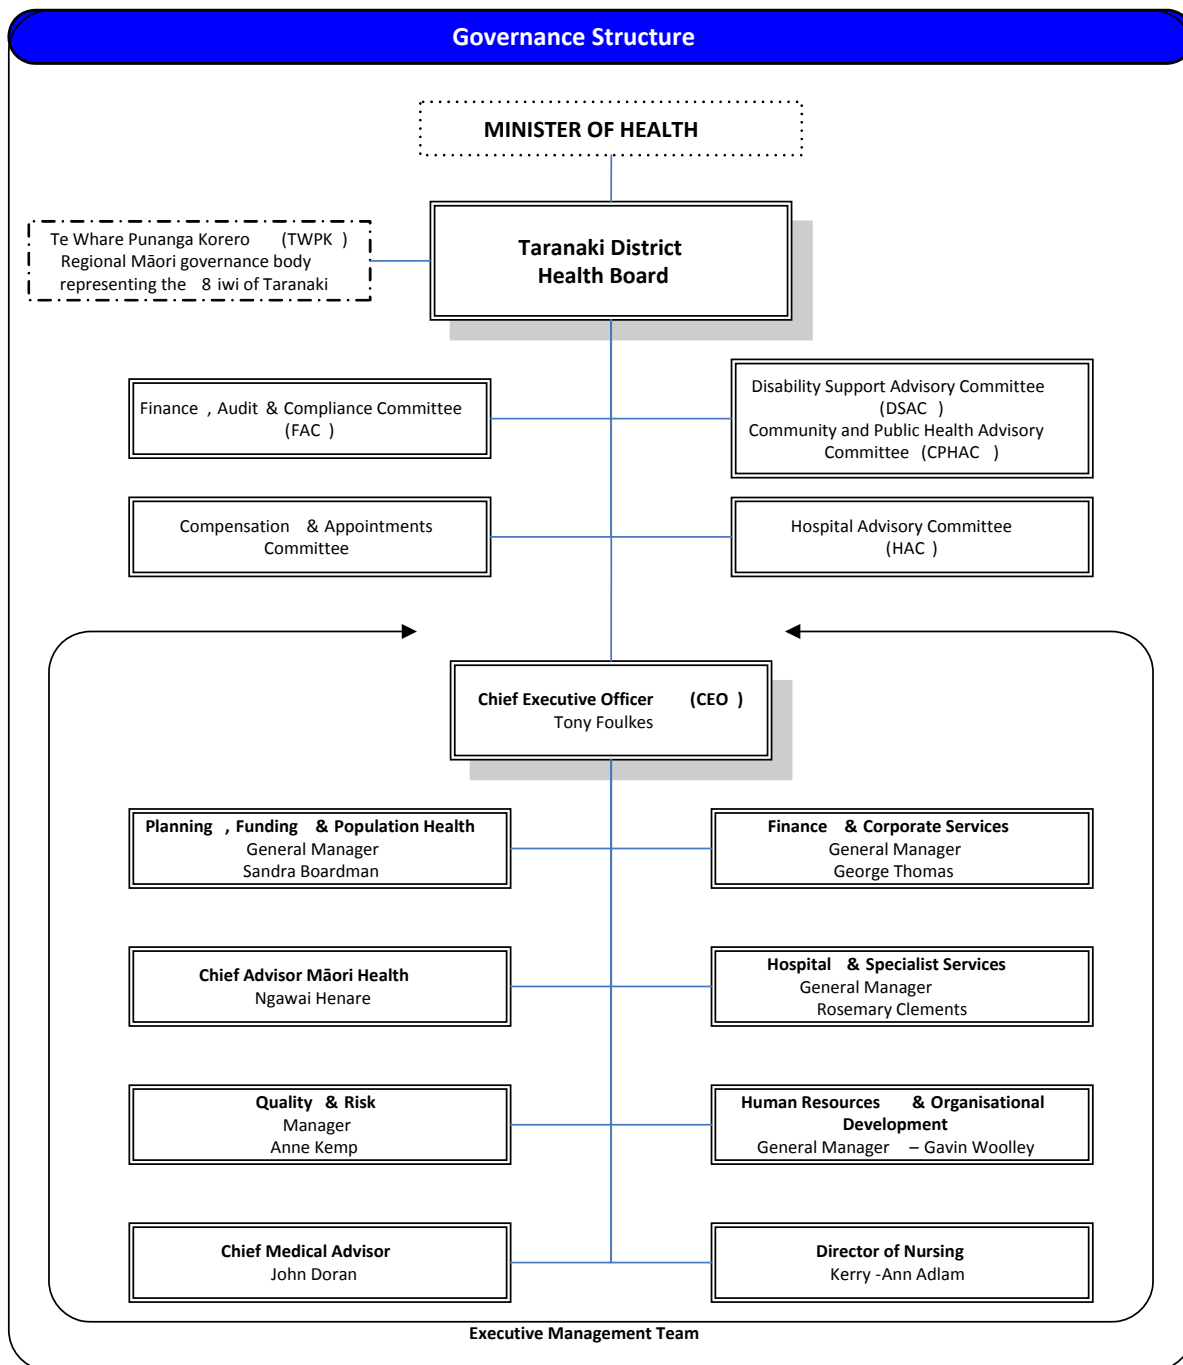 Governance Structure
MINISTER OF HEALTH
Taranaki District
Health Board
Te Whare Punanga Korero (TWPK )
Regional Māori governance body
representing the 8 iwi of Taranaki
Finance , Audit & Compliance Committee
(FAC )
Disability Support Advisory Committee
(DSAC )
Community and Public Health Advisory
Committee (CPHAC )
Compensation & Appointments
Committee
Hospital Advisory Committee
(HAC )
Chief Executive Officer (CEO )
Tony Foulkes
Planning , Funding & Population Health
General Manager
Sandra Boardman
Finance & Corporate Services
General Manager
George Thomas
Chief Advisor Māori Health
Ngawai Henare
Hospital & Specialist Services
General Manager
Rosemary Clements
Quality & Risk
Manager
Anne Kemp
Human Resources & Organisational
Development
General Manager – Gavin Woolley
Chief Medical Advisor
John Doran
Director of Nursing
Kerry -Ann Adlam
Executive Management Team